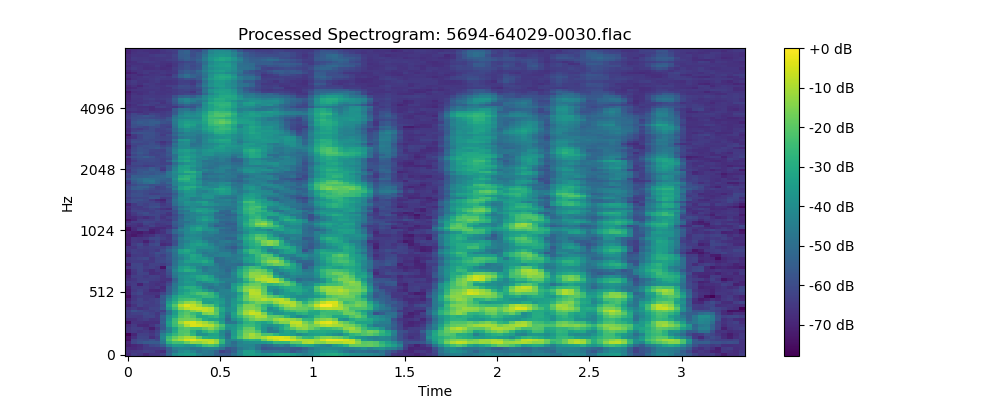 Processed Spectrogram: 5694-64029-0030.flac
Hz
4096
2048
1024
512
0
0
0.5
1
1.5
2
2.5
3
Time
+0 dB
-10 dB
-20 dB
-30 dB
-40 dB
-50 dB
-60 dB
-70 dB